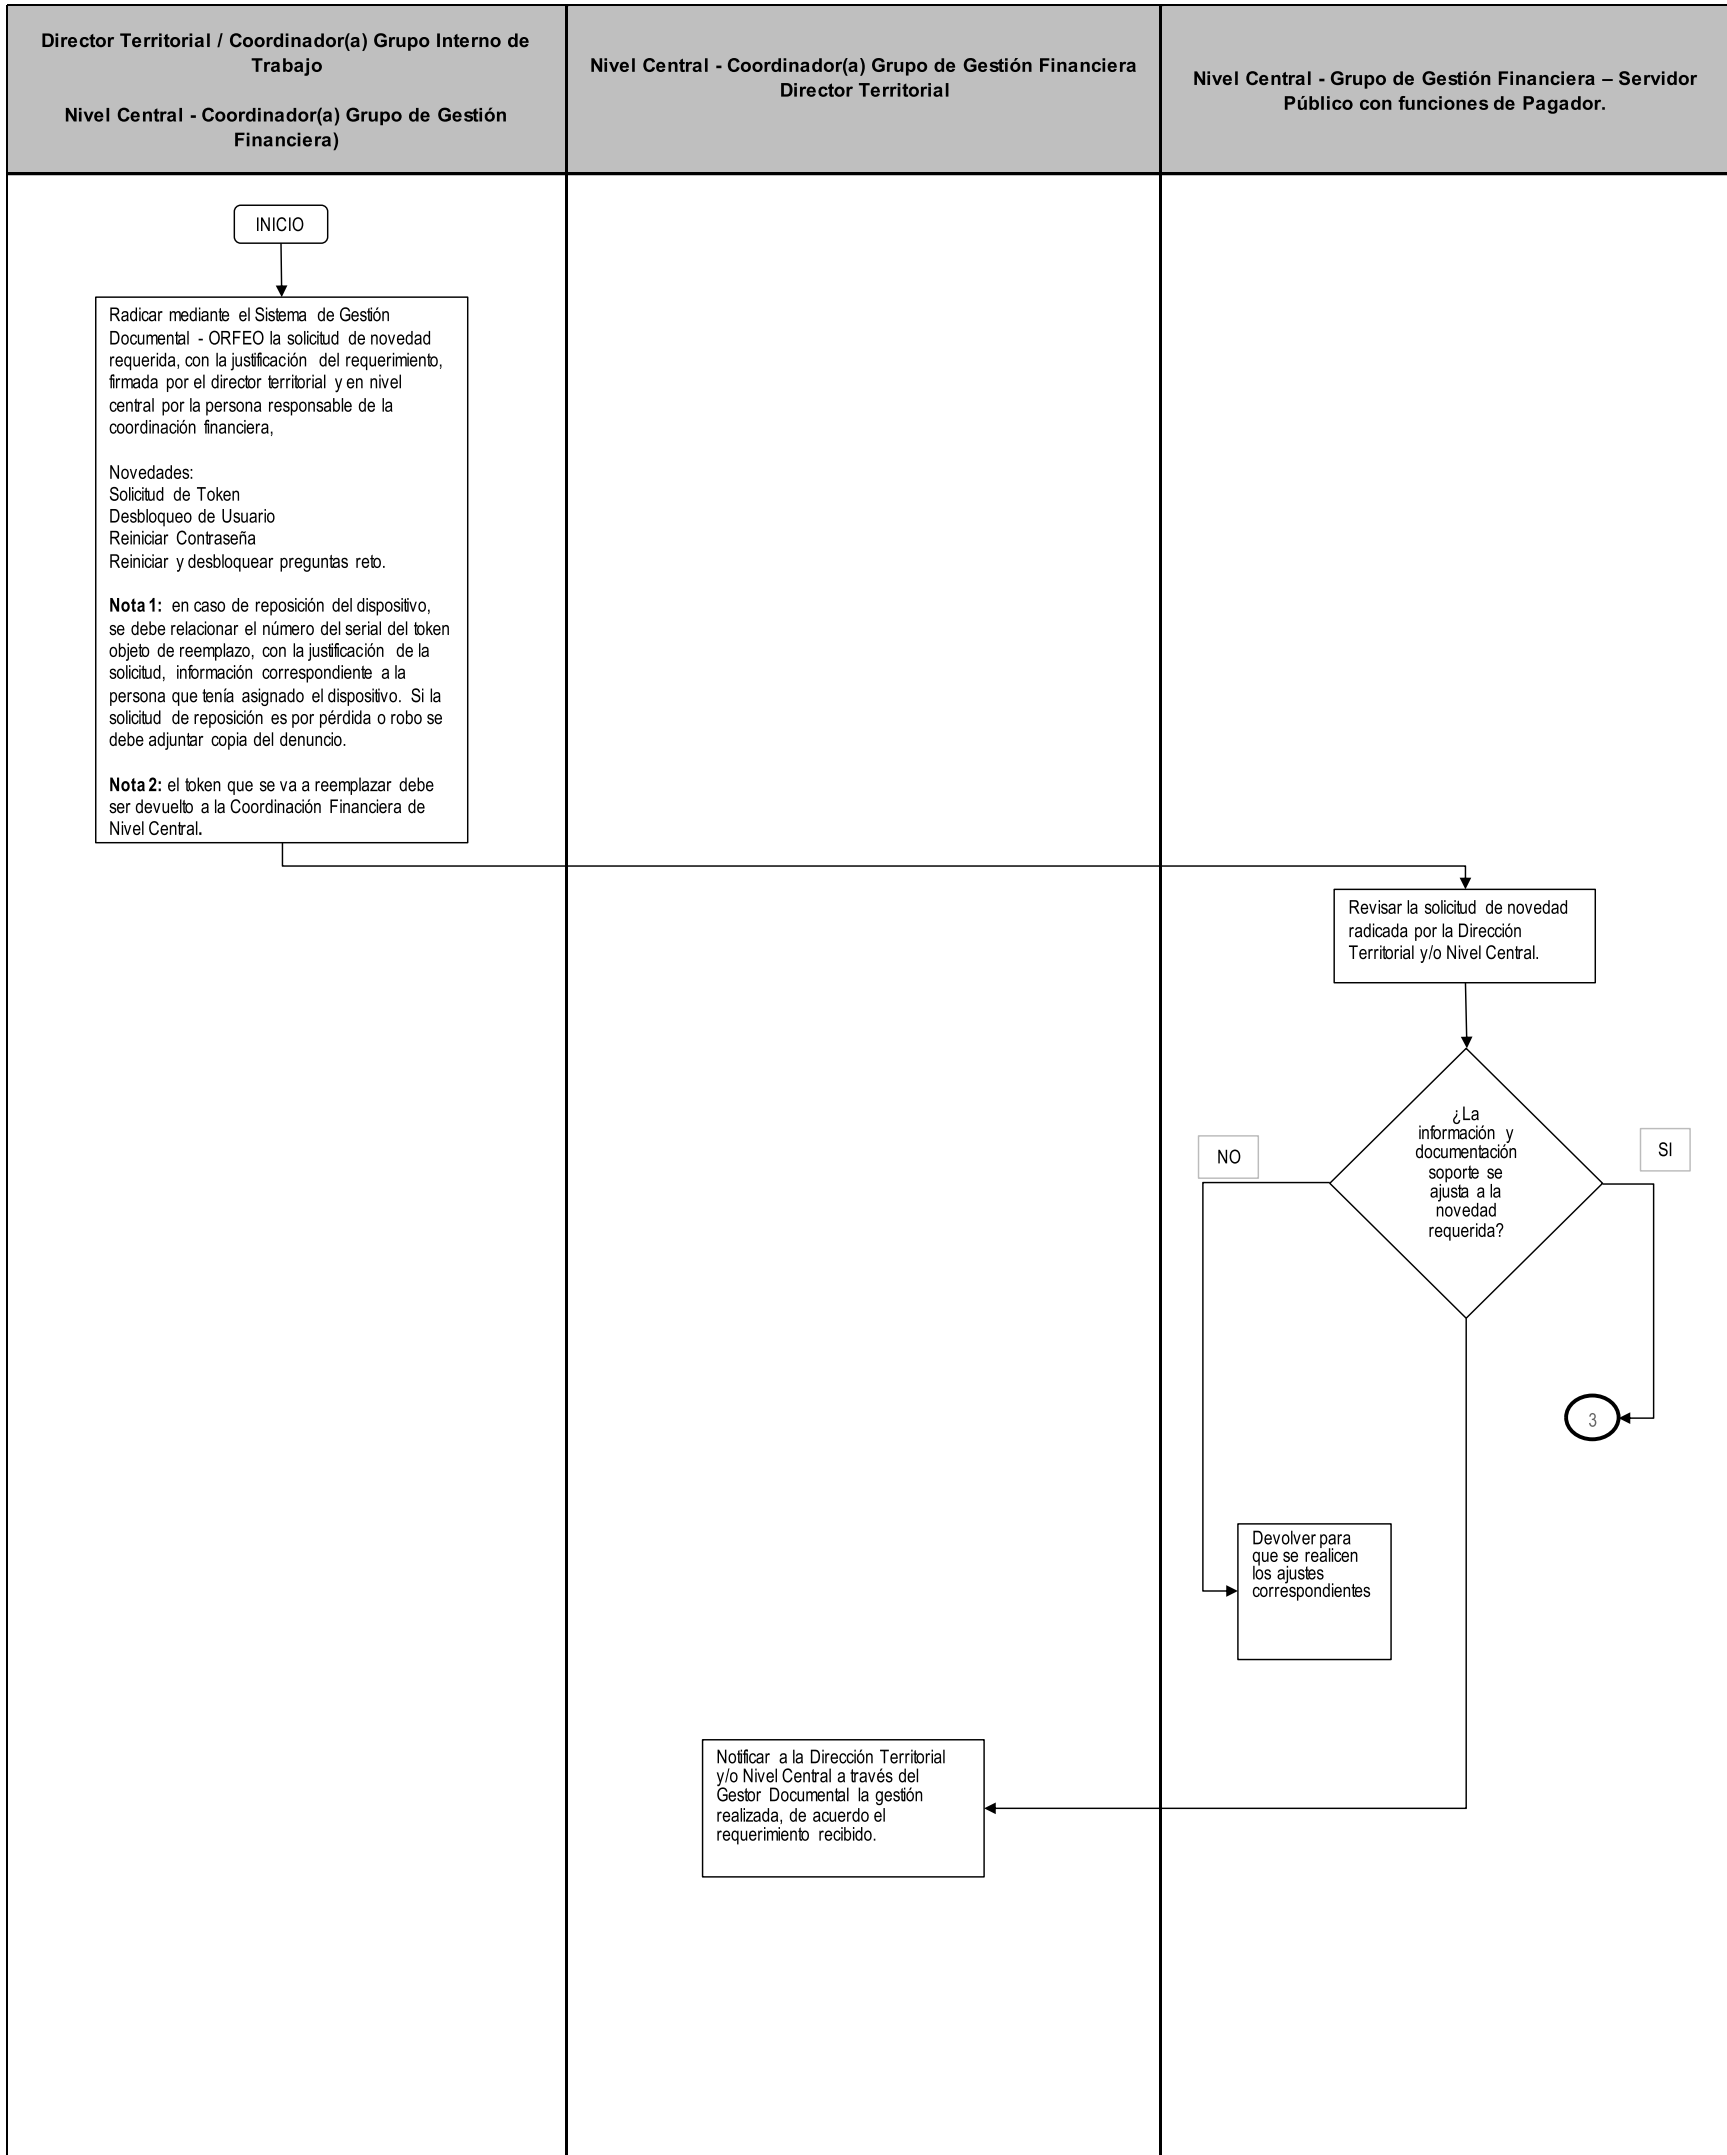 Director Territorial / Coordinador(a) Grupo Interno de
Trabajo
Nivel Central - Coordinador(a) Grupo de Gestión
Financiera)
Nivel Central - Coordinador(a) Grupo de Gestión Financiera
Director Territorial
Nivel Central - Grupo de Gestión Financiera – Servidor
Público con funciones de Pagador.
INICIO
Radicar mediante el Sistema de Gestión
Documental - ORFEO la solicitud de novedad
requerida, con la justificación del requerimiento,
firmada por el director territorial y en nivel
central por la persona responsable de la
coordinación financiera,
Novedades:
Solicitud de Token
Desbloqueo de Usuario
Reiniciar Contraseña
Reiniciar y desbloquear preguntas reto.
Nota 1: en caso de reposición del dispositivo,
se debe relacionar el número del serial del token
objeto de reemplazo, con la justificación de la
solicitud, información correspondiente a la
persona que tenía asignado el dispositivo. Si la
solicitud de reposición es por pérdida o robo se
debe adjuntar copia del denuncio.
Nota 2: el token que se va a reemplazar debe
ser devuelto a la Coordinación Financiera de
Nivel Central.
Revisar la solicitud de novedad
radicada por la Dirección
Territorial y/o Nivel Central.
¿La
información y
documentación
soporte se
ajusta a la
novedad
requerida?
NO
SI
3
Devolver para
que se realicen
los ajustes
correspondientes
Notificar a la Dirección Territorial
y/o Nivel Central a través del
Gestor Documental la gestión
realizada, de acuerdo el
requerimiento recibido.